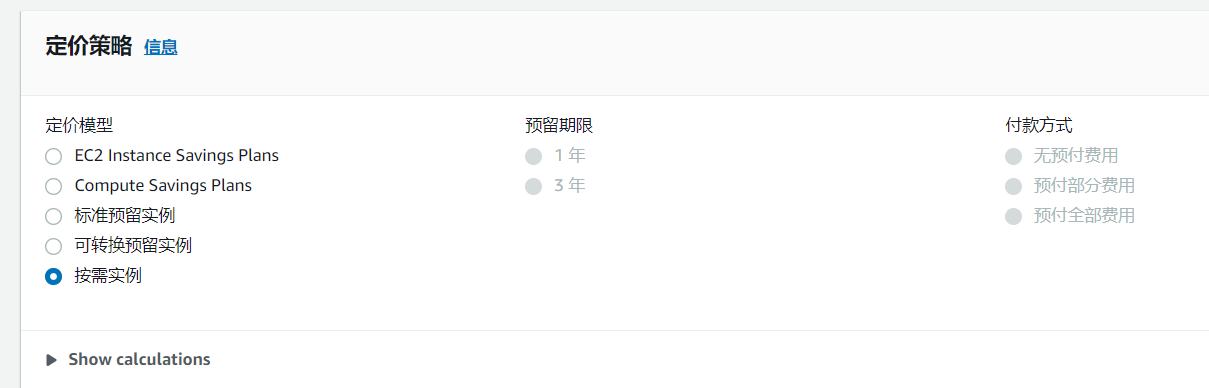 定价策略 信息
定价模型
EC2 Instance Savings Plans
Compute Savings Plans
标准预留实例
可转换预留实例
按需实例
预留期限
1 年
3 年
付款方式
无预付费用
预付部分费用
预付全部费用
Show calculations